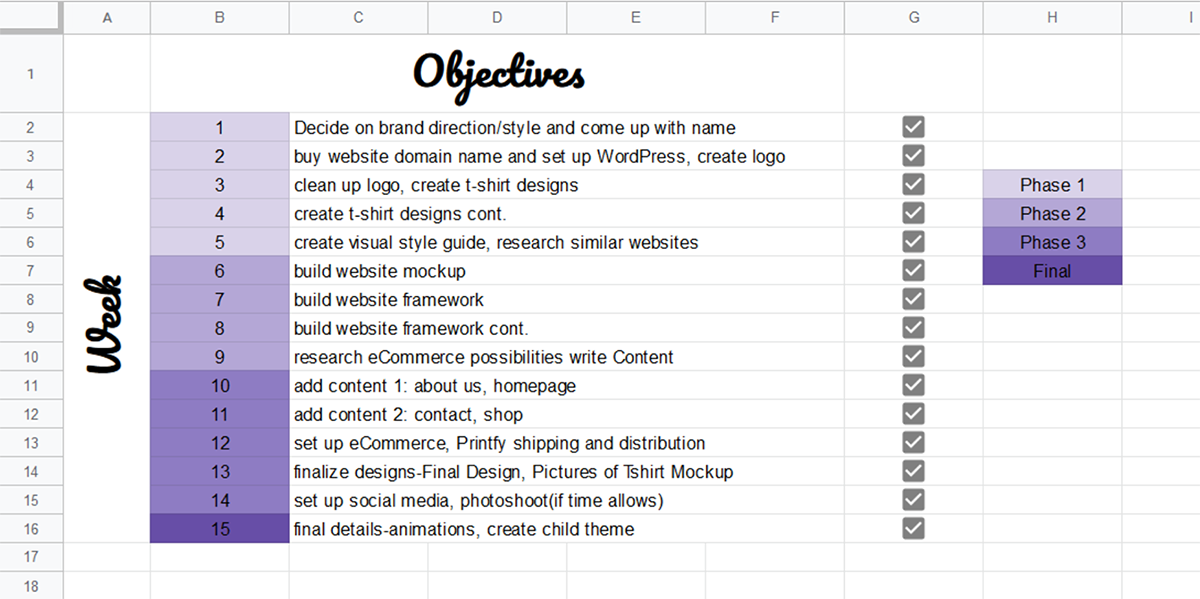 A B C D E F G H I
1 Objectives
2 1 Decide on brand direction/style and come up with name
3 2 buy website domain name and set up WordPress, create logo
4 3 clean up logo, create t-shirt designs Phase 1
5 4 create t-shirt designs cont. Phase 2
6 5 create visual style guide, research similar websites Phase 3
7 6 build website mockup Final
8 7 build website framework
9 8 build website framework cont.
10 9 research eCommerce possibilities write Content
11 10 add content 1: about us, homepage
12 11 add content 2: contact, shop
13 12 set up eCommerce, Printfy shipping and distribution
14 13 finalize designs-Final Design, Pictures of Tshirt Mockup
15 14 set up social media, photoshoot(if time allows)
16 15 final details-animations, create child theme
17
18
Week